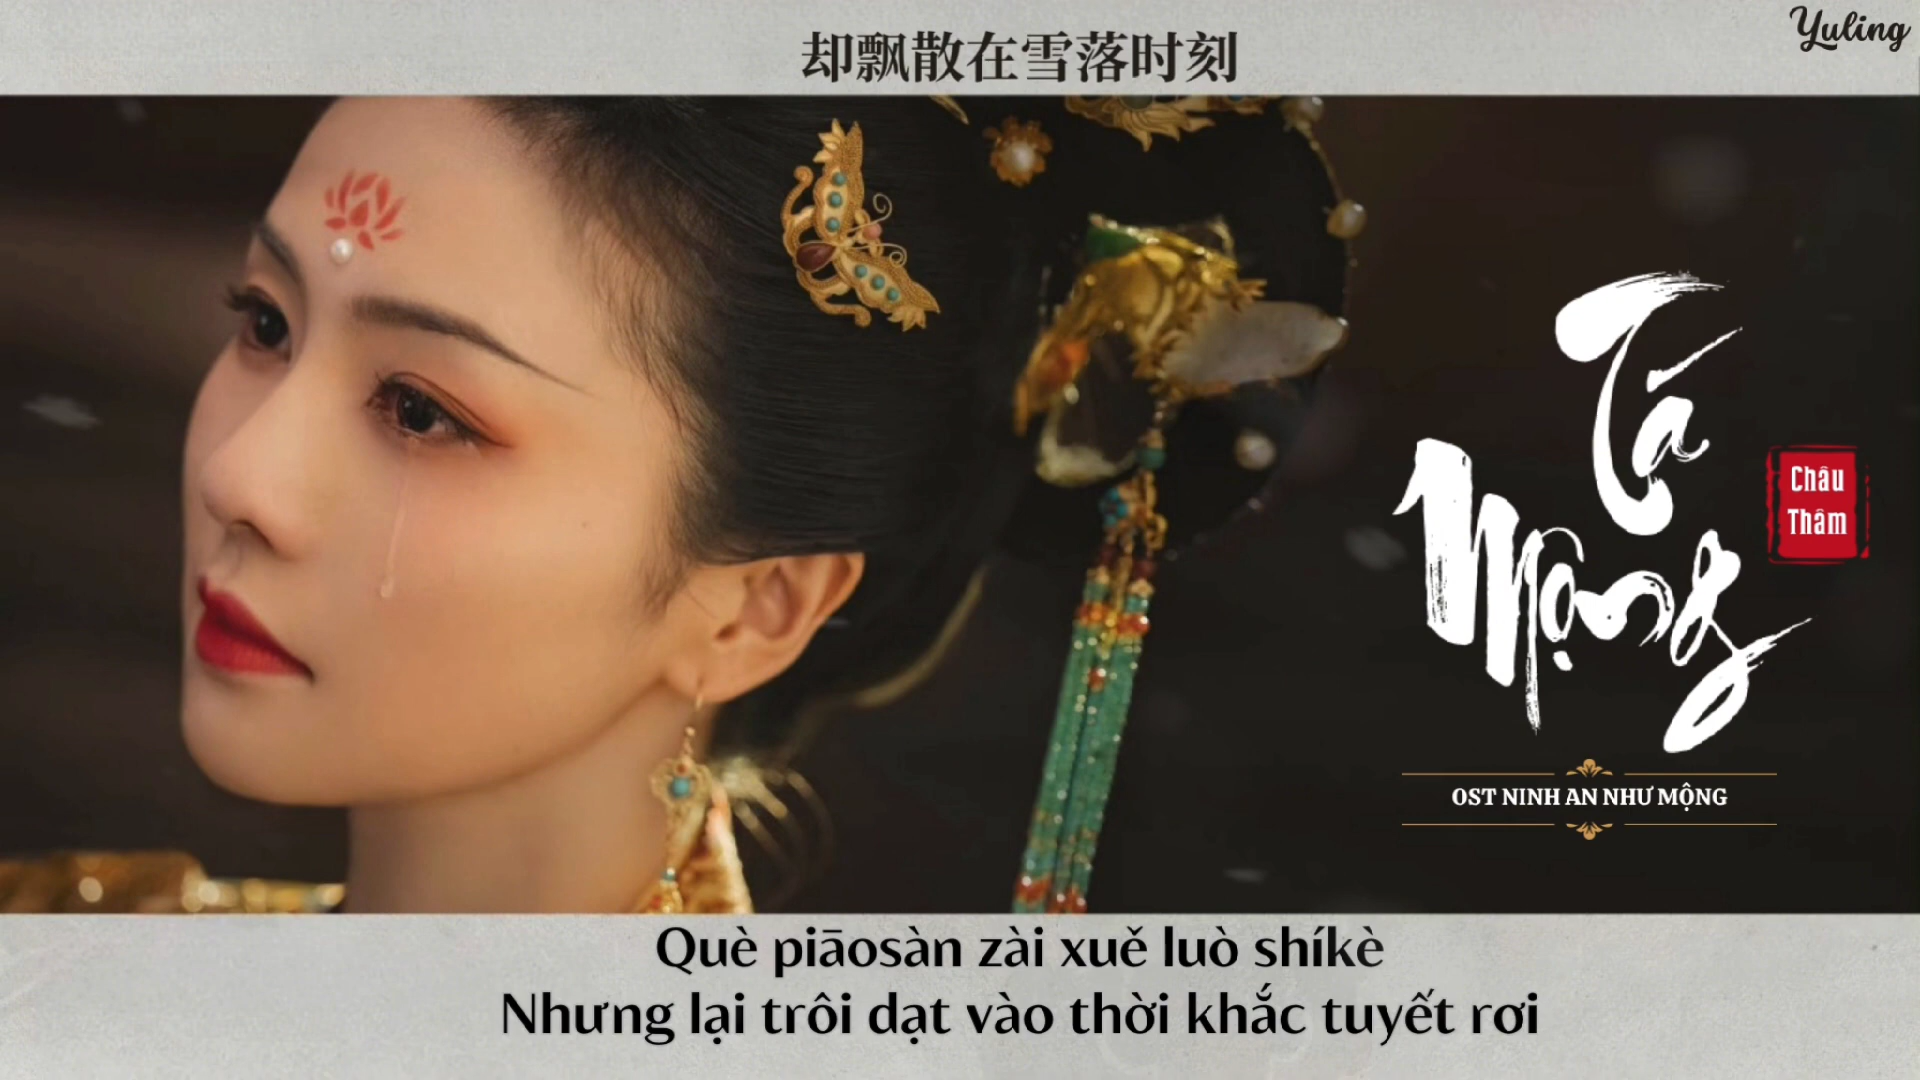 Yuling
却飘散在雪落时刻
Tá
Mộng
Châu
Thâm
OST NINH AN NHƯ MỘNG
Què piāosàn zài xuě luò shíkè
Nhưng lại trôi dạt vào thời khắc tuyết rơi